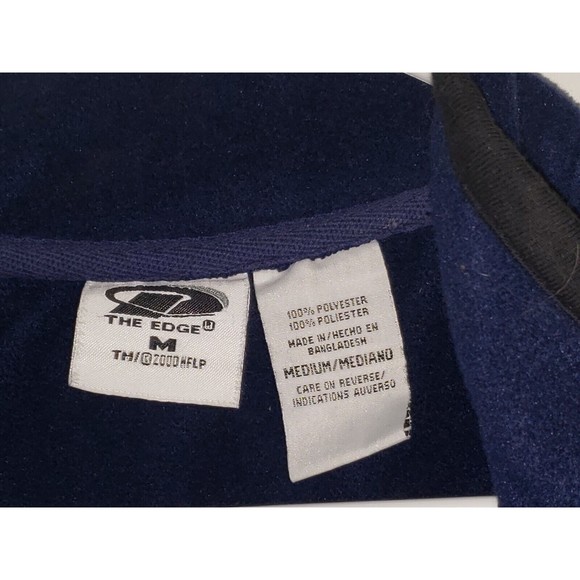 THE EDGE
M
TM/®2000 WFLP
100% POLYESTER
100% POLIESTER
MADE IN/HECHO EN
BANGLADESH
MEDIUM/MEDIANO
CARE ON REVERSE/
INDICATIONS AUVERSO